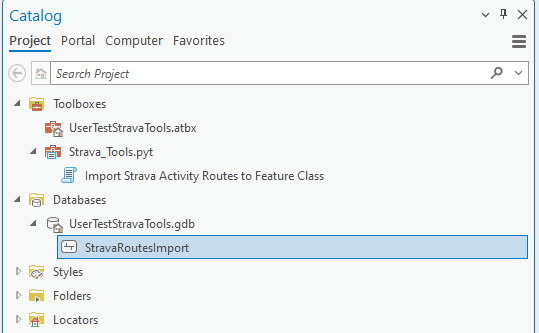 Catalog
Project Portal Computer Favorites
Search Project
Toolboxes
UserTestStravaTools.atbx
Strava_Tools.pyt
Import Strava Activity Routes to Feature Class
Databases
UserTestStravaTools.gdb
StravaRoutesImport
Styles
Folders
Locators